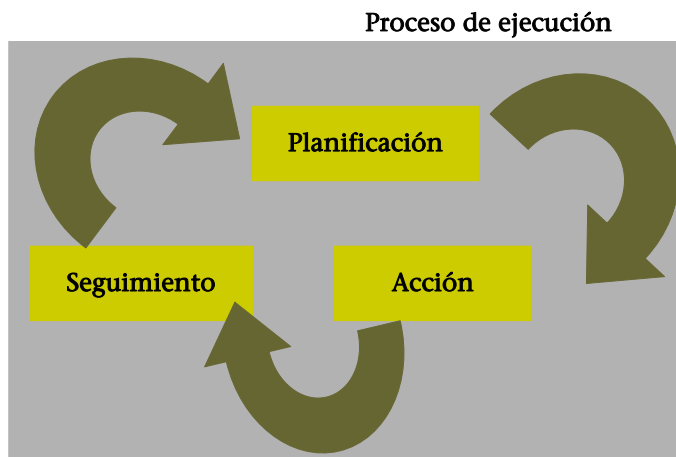 Proceso de ejecución
Planificación
Seguimiento
Acción